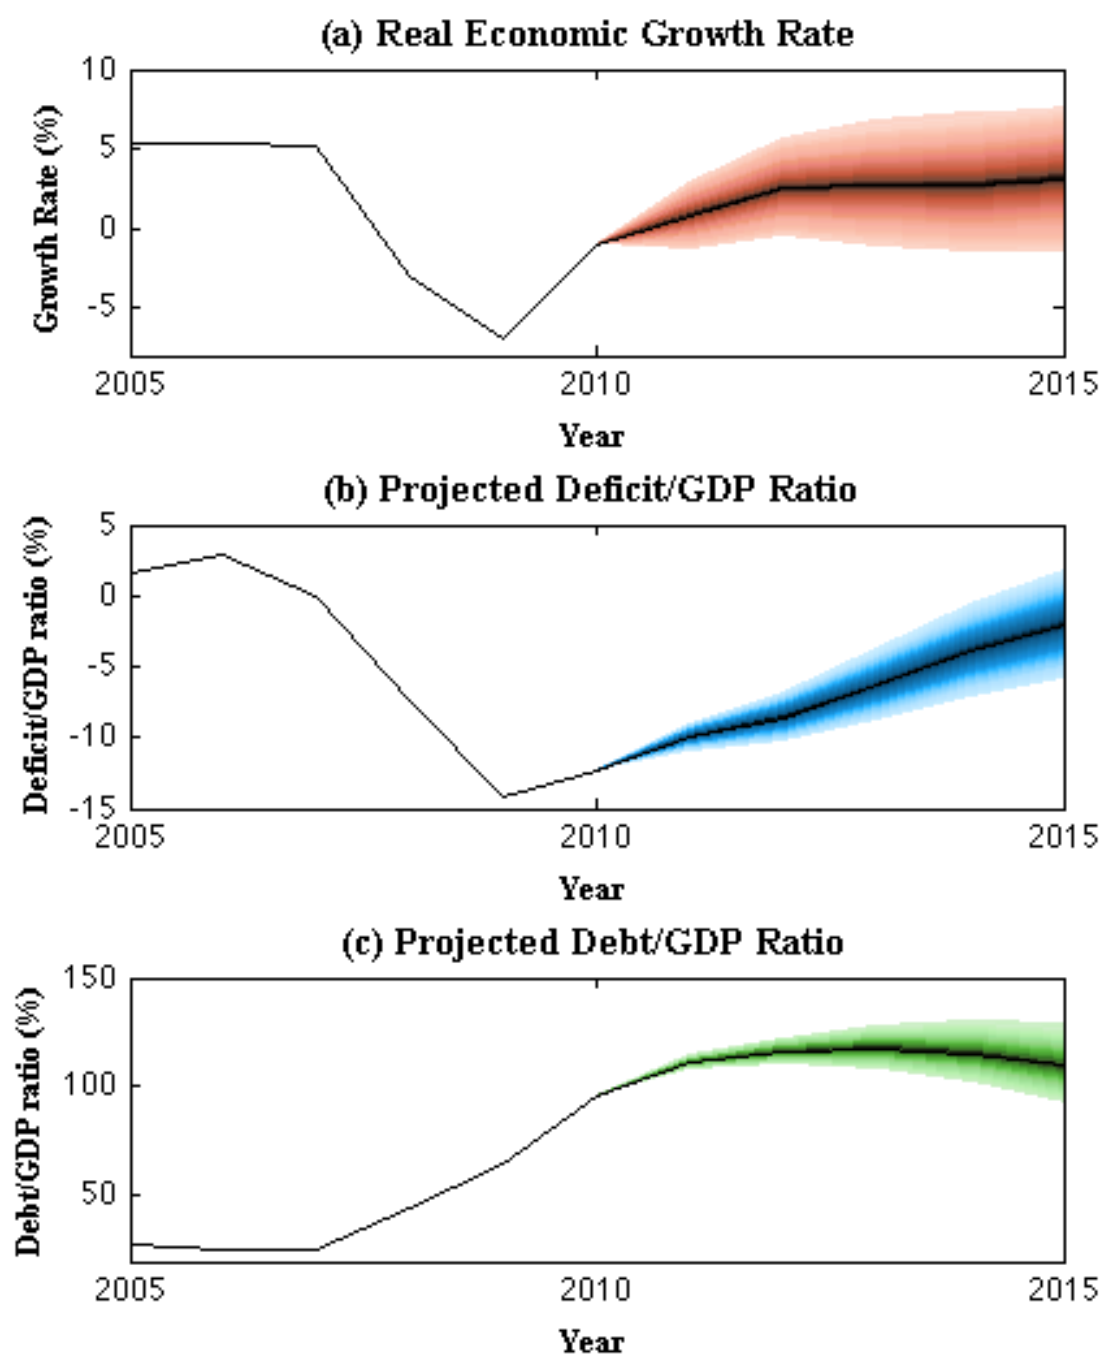 (a) Real Economic Growth Rate
Growth Rate (%)
10
5
0
-5
2005 2010 2015
Year
(b) Projected Deficit/GDP Ratio
Deficit/GDP ratio (%)
5
0
-5
-10
-15
2005 2010 2015
Year
(c) Projected Debt/GDP Ratio
Debt/GDP ratio (%)
150
100
50
2005 2010 2015
Year